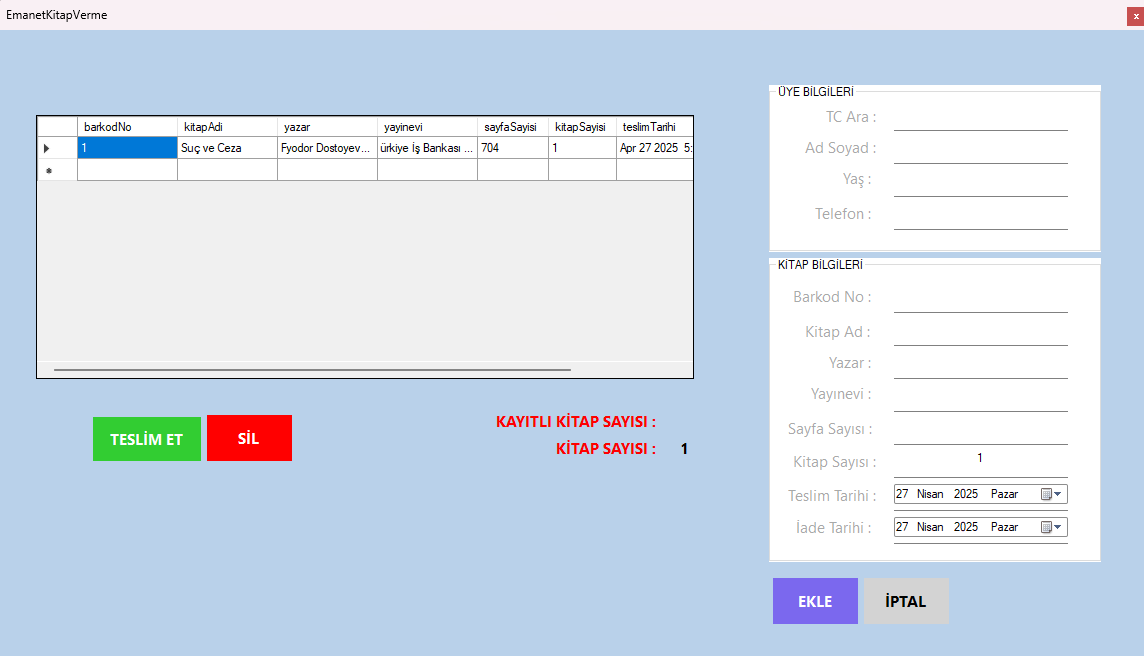 EmanetKitapVerme
x
barkodNo kitapAdi yazar yayinevi sayfaSayisi kitapSayisi teslimTarihi
1 Suç ve Ceza Fyodor Dostoyev... ürkiye İş Bankası ... 704 1 Apr 27 2025 5:
TESLİM ET
SİL
KAYITLI KİTAP SAYISI :
KİTAP SAYISI : 1
ÜYE BİLGİLERİ
TC Ara :
Ad Soyad :
Yaş :
Telefon :
KİTAP BİLGİLERİ
Barkod No :
Kitap Ad :
Yazar :
Yayınevi :
Sayfa Sayısı :
Kitap Sayısı : 1
Teslim Tarihi : 27 Nisan 2025 Pazar
İade Tarihi : 27 Nisan 2025 Pazar
EKLE
İPTAL